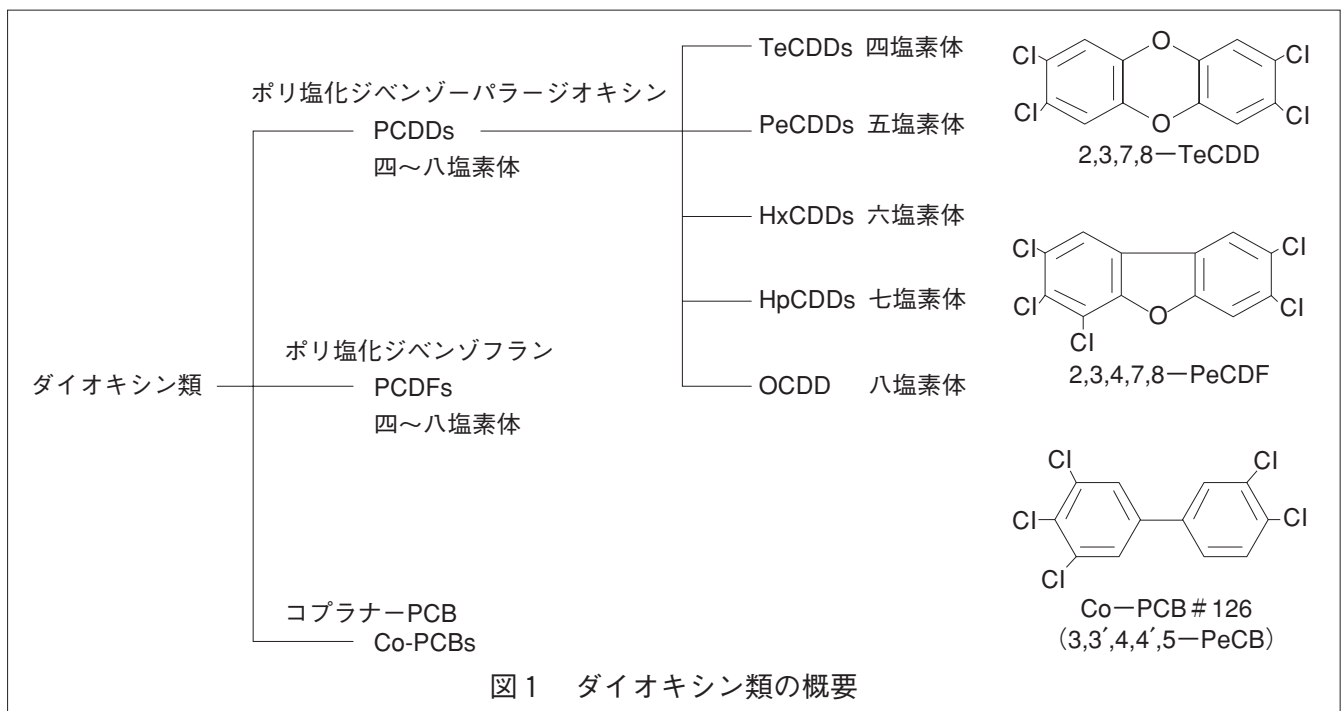 ダイオキシン類
ポリ塩化ジベンゾーパラージオキシン
PCDDs
四～八塩素体
ポリ塩化ジベンゾフラン
PCDFs
四～八塩素体
コプラナーPCB
Co-PCBs
TeCDDs 四塩素体
PeCDDs 五塩素体
HxCDDs 六塩素体
HpCDDs 七塩素体
OCDD 八塩素体
Cl O Cl
Cl O Cl
2,3,7,8－TeCDD
Cl Cl
Cl O Cl
Cl
2,3,4,7,8－PeCDF
Cl Cl
Cl Cl
Cl
Co－PCB＃126
(3,3′,4,4′,5－PeCB)
図1 ダイオキシン類の概要